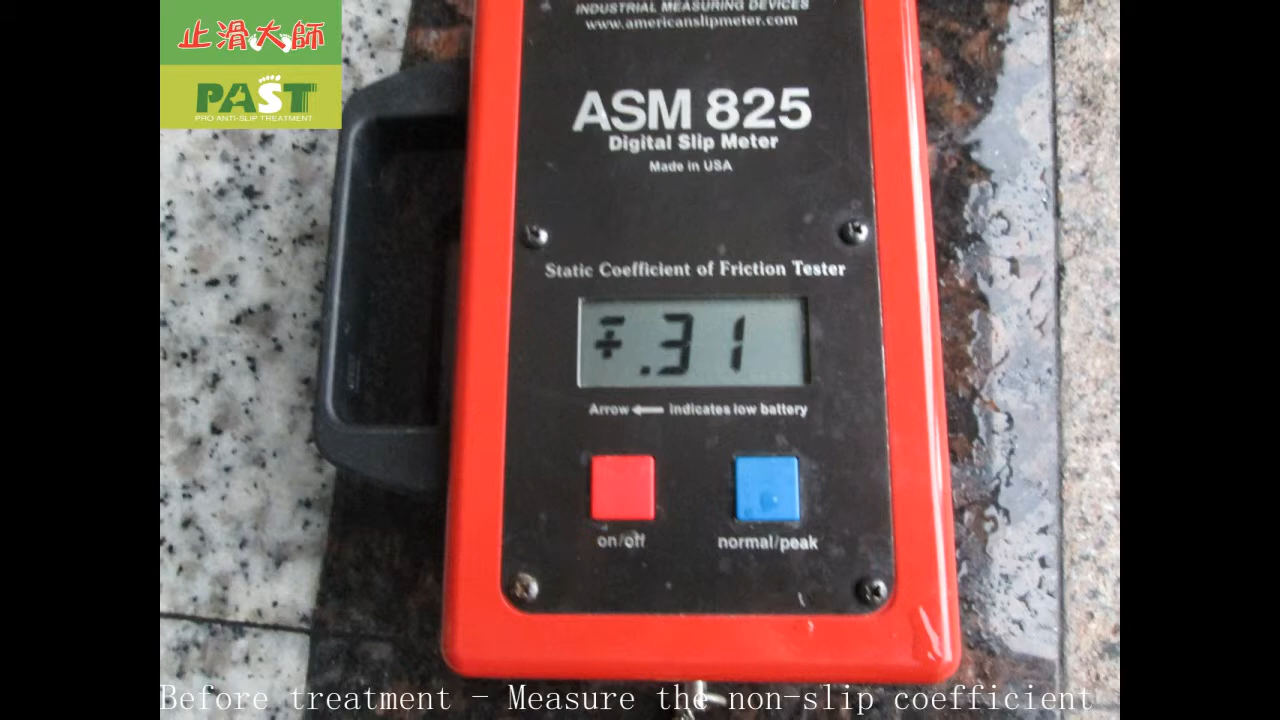 止滑大師
PAST
PRO ANTI-SLIP TREATMENT
INDUSTRIAL MEASURING DEVICES
www.americanslipmeter.com
ASM 825
Digital Slip Meter
Made in USA
Static Coefficient of Friction Tester
.31
Arrow ← indicates low battery
on/off
normal/peak
Before treatment - Measure the non-slip coefficient